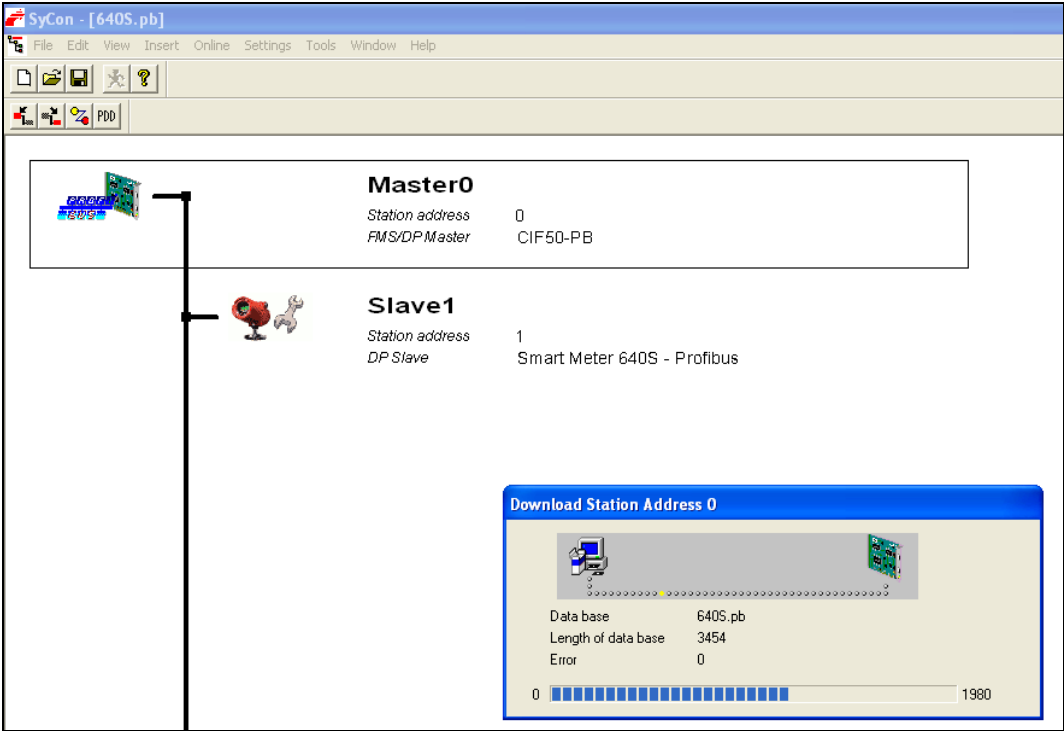 SyCon - [640S.pb]
File Edit View Insert Online Settings Tools Window Help
PDD
Master0
Station address 0
FMS/DP Master CIF50-PB
Slave1
Station address 1
DP Slave Smart Meter 640S - Profibus
Download Station Address 0
Data base 640S.pb
Length of data base 3454
Error 0
0 1980